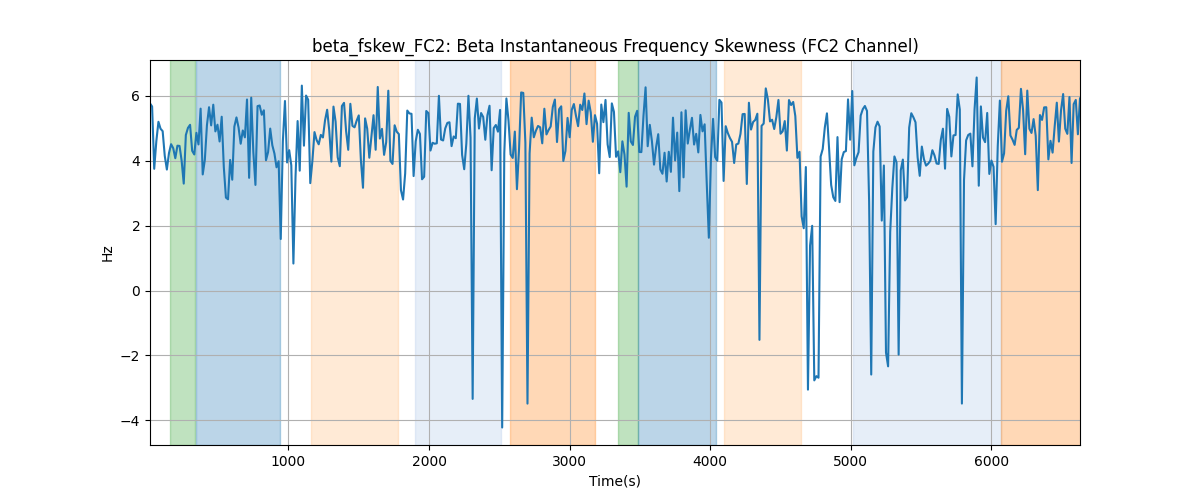 beta_fskew_FC2: Beta Instantaneous Frequency Skewness (FC2 Channel)
6
4
2
0
−2
−4
Hz
1000 2000 3000 4000 5000 6000
Time(s)